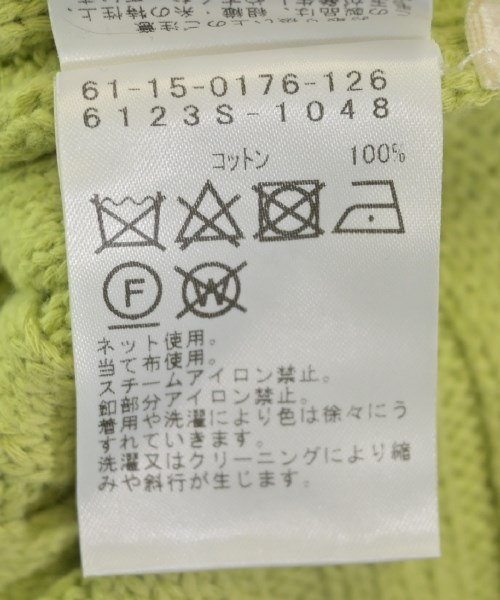 61-15-0176-126
6123S-1048
コットン 100%
F W
ネット使用。
当て布使用。
スチームアイロン禁止。
釦部分アイロン禁止。
着用や洗濯により色は徐々にう
すれていきます。
洗濯又はクリーニングにより縮
みや斜行が生じます。